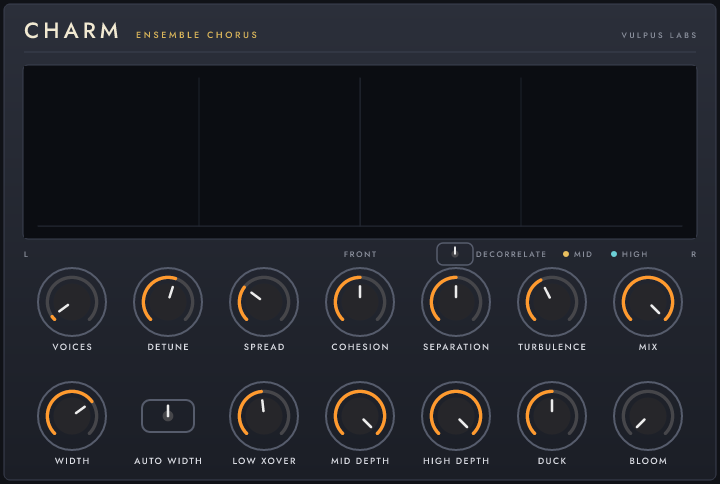 CHARM ENSEMBLE CHORUS VULPUS LABS
L FRONT DECORRELATE MID HIGH R
VOICES DETUNE SPREAD COHESION SEPARATION TURBULENCE MIX
WIDTH AUTO WIDTH LOW XOVER MID DEPTH HIGH DEPTH DUCK BLOOM